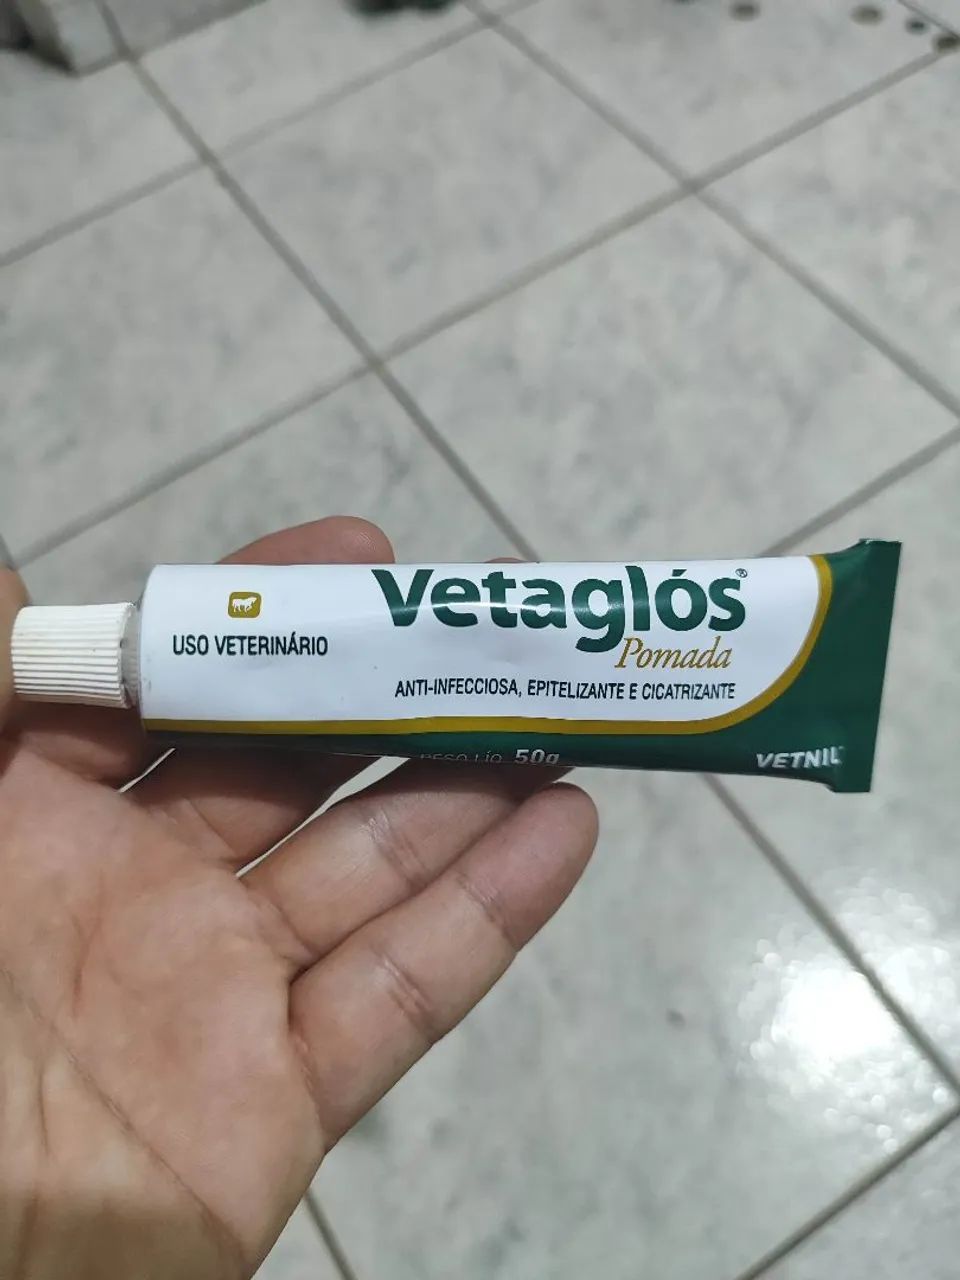 Vetaglós®
Pomada
USO VETERINÁRIO
ANTI-INFECCIOSA, EPITELIZANTE E CICATRIZANTE
50g
VETNIL